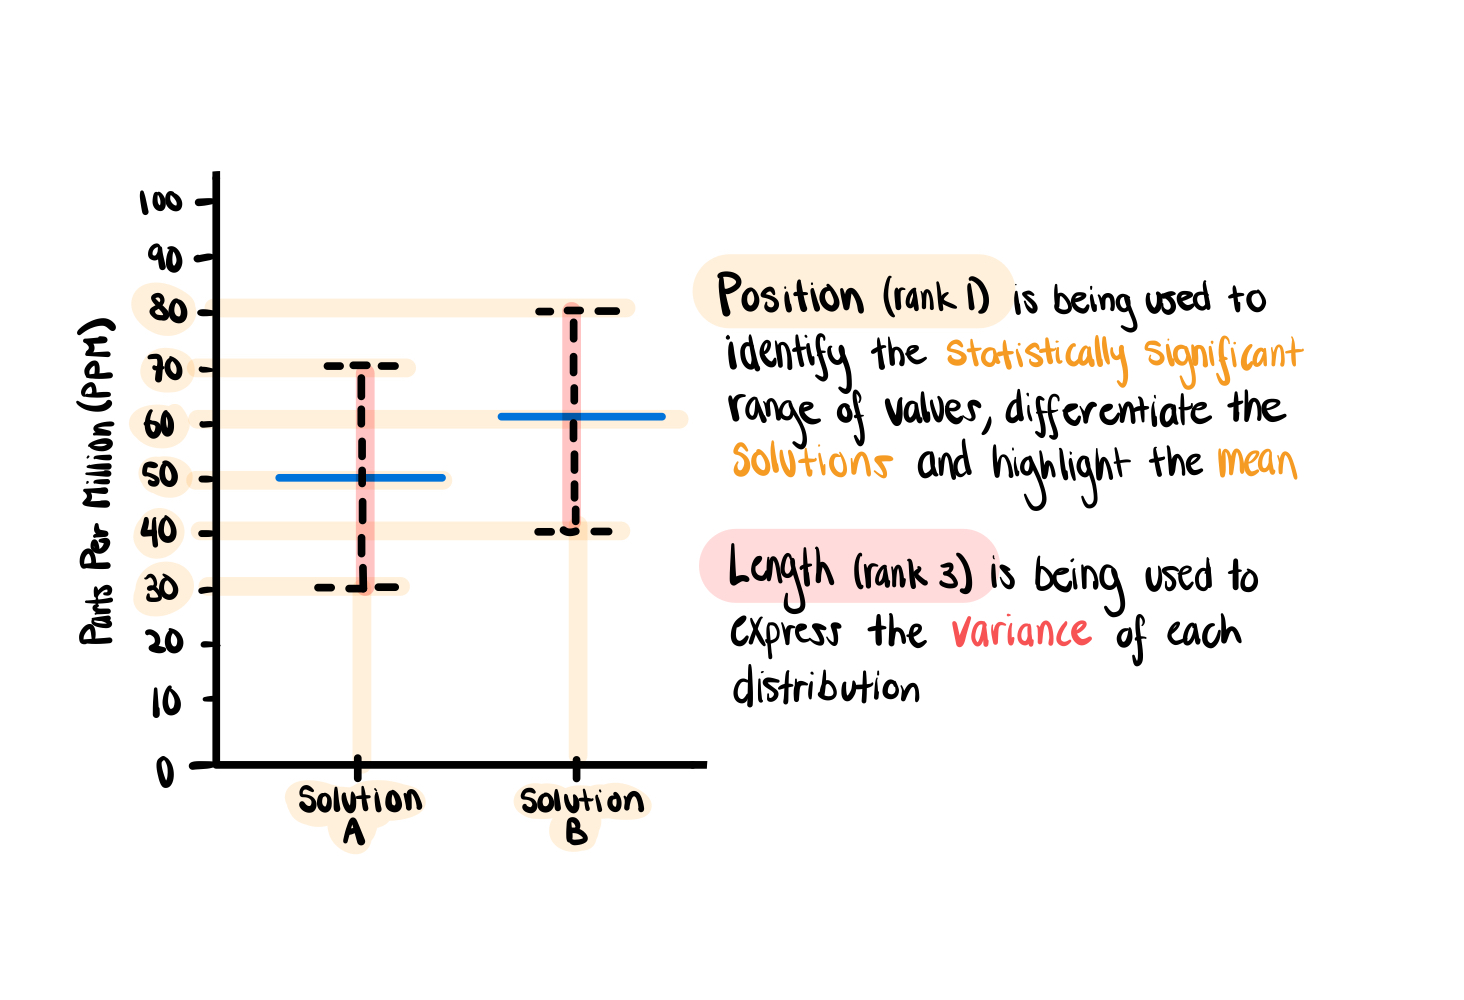 Parts Per Million (PPM)
100
90
80
70
60
50
40
30
20
10
0
Solution
A
Solution
B
Position (rank 1) is being used to
identify the statistically significant
range of values, differentiate the
solutions and highlight the mean
Length (rank 3) is being used to
express the variance of each
distribution